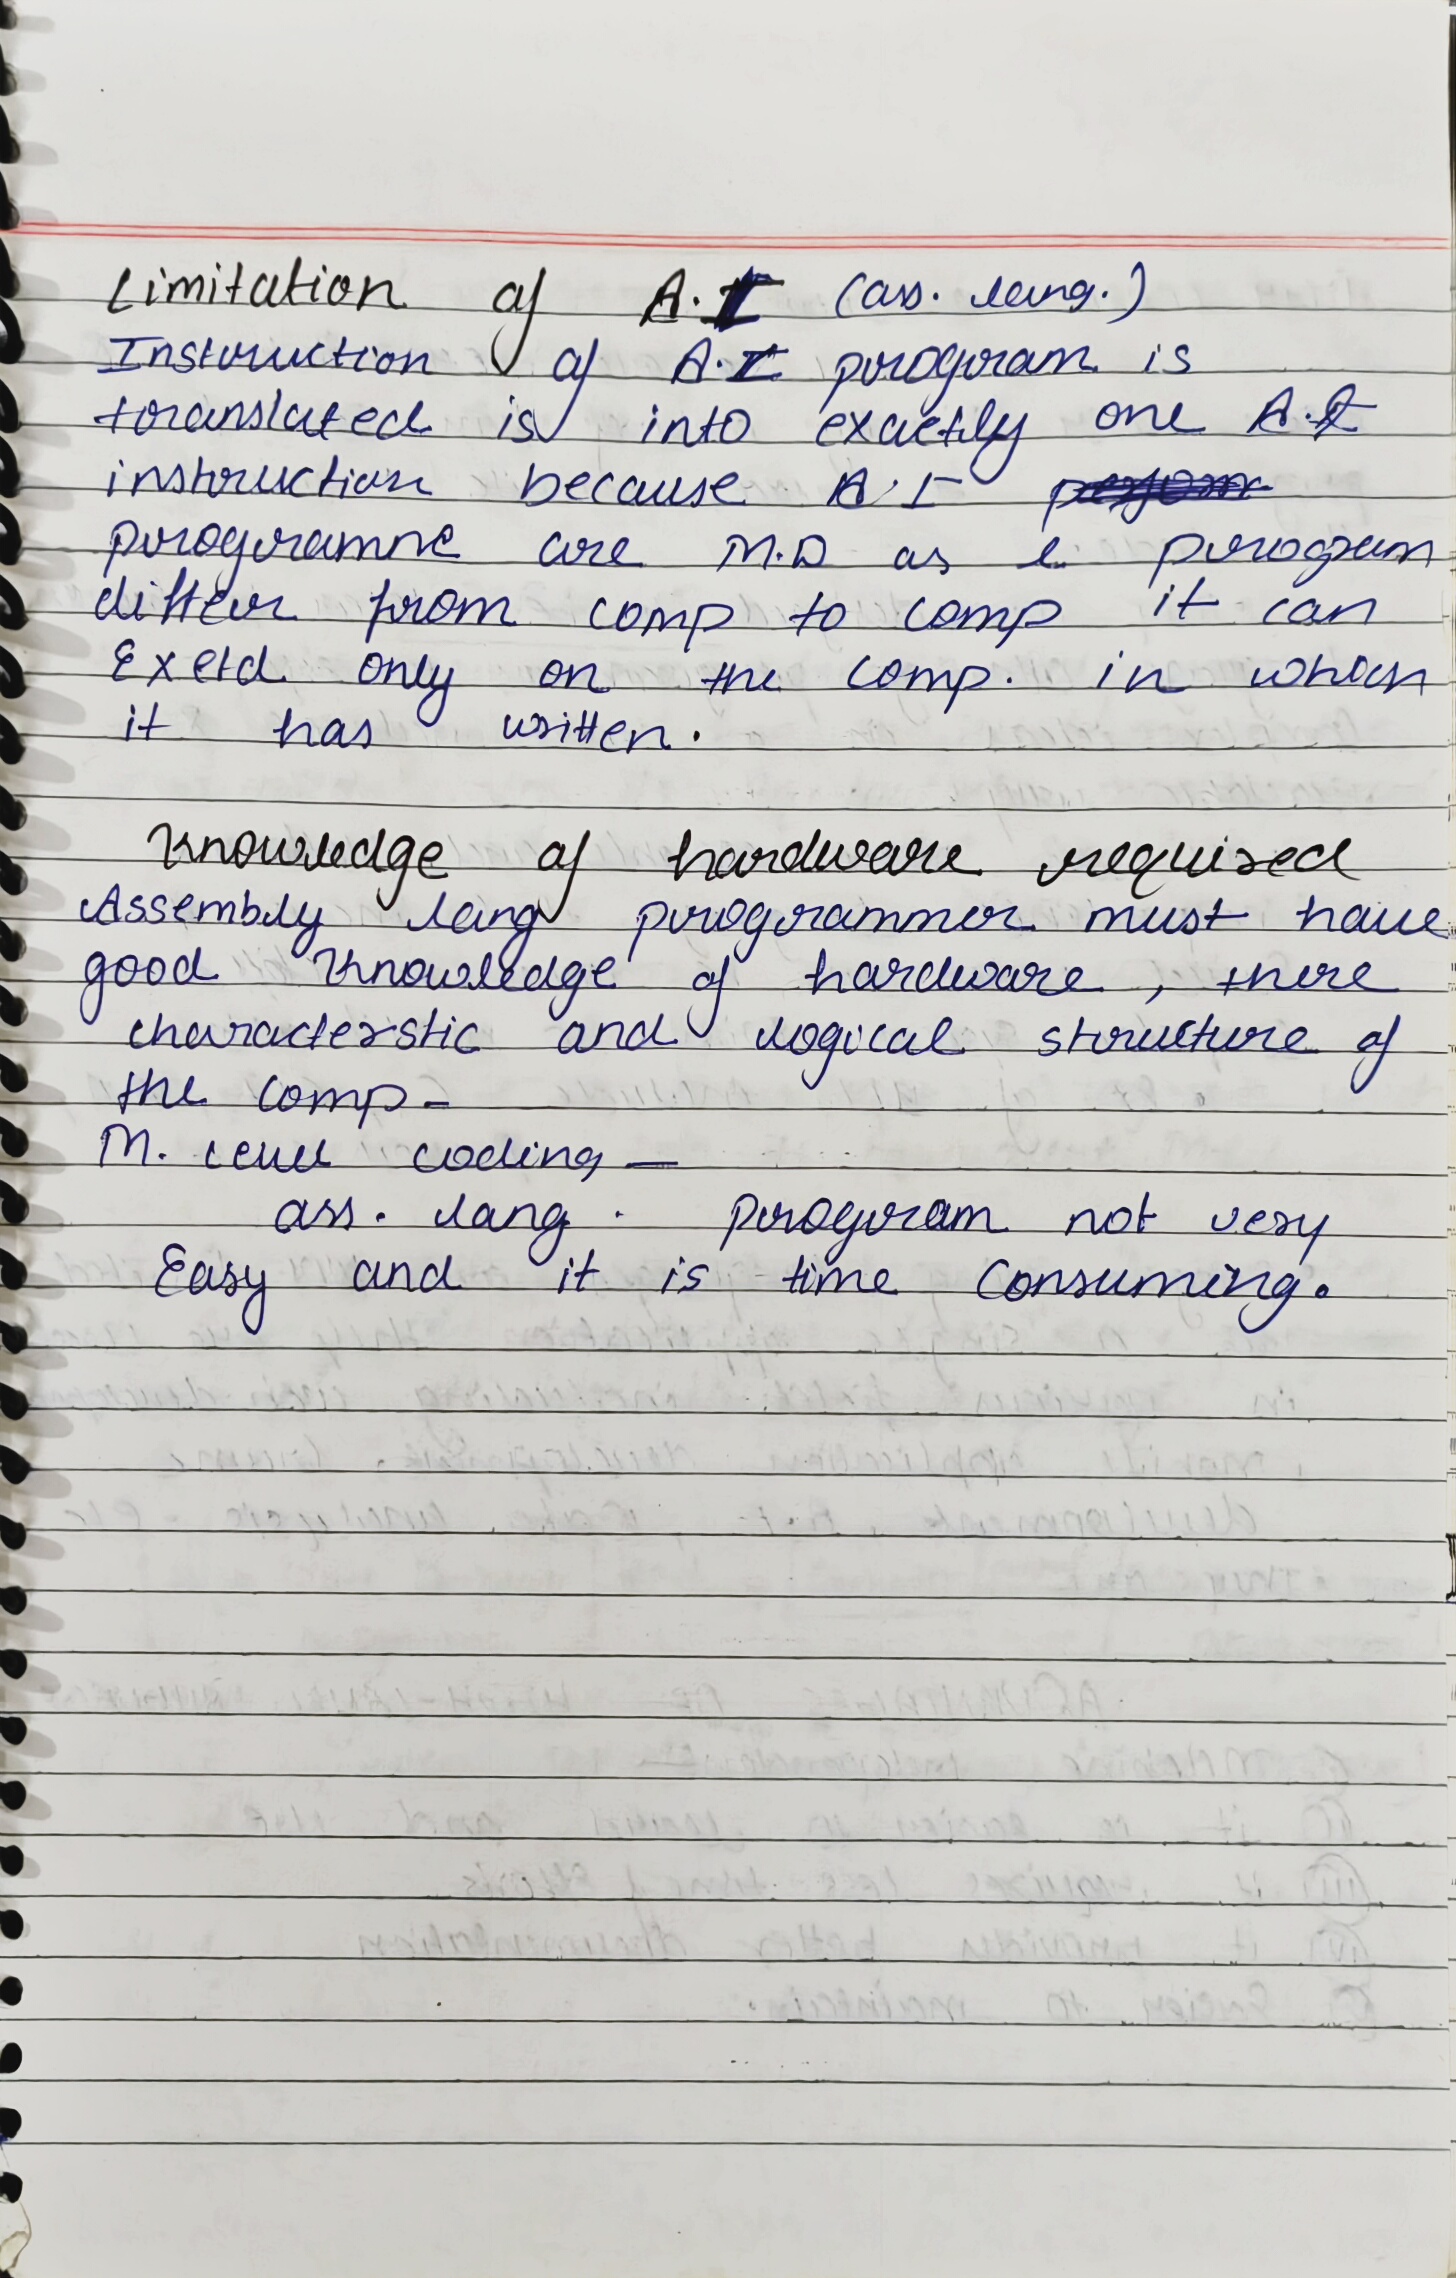 Limitation of A.I (ass. lang.)
Instruction of A.I program is
translated is into exactly one A.I
instruction because A.I
programme are M.D as l program
differ from comp to comp it can
only on the comp. in which
it has written.
Knowledge of hardware required
Assembly lang programmer must have
good knowledge of hardware, there
characterstic and logical structure of
the comp-
M. level coding —
ass. lang. program not very
Easy and it is time Consuming.